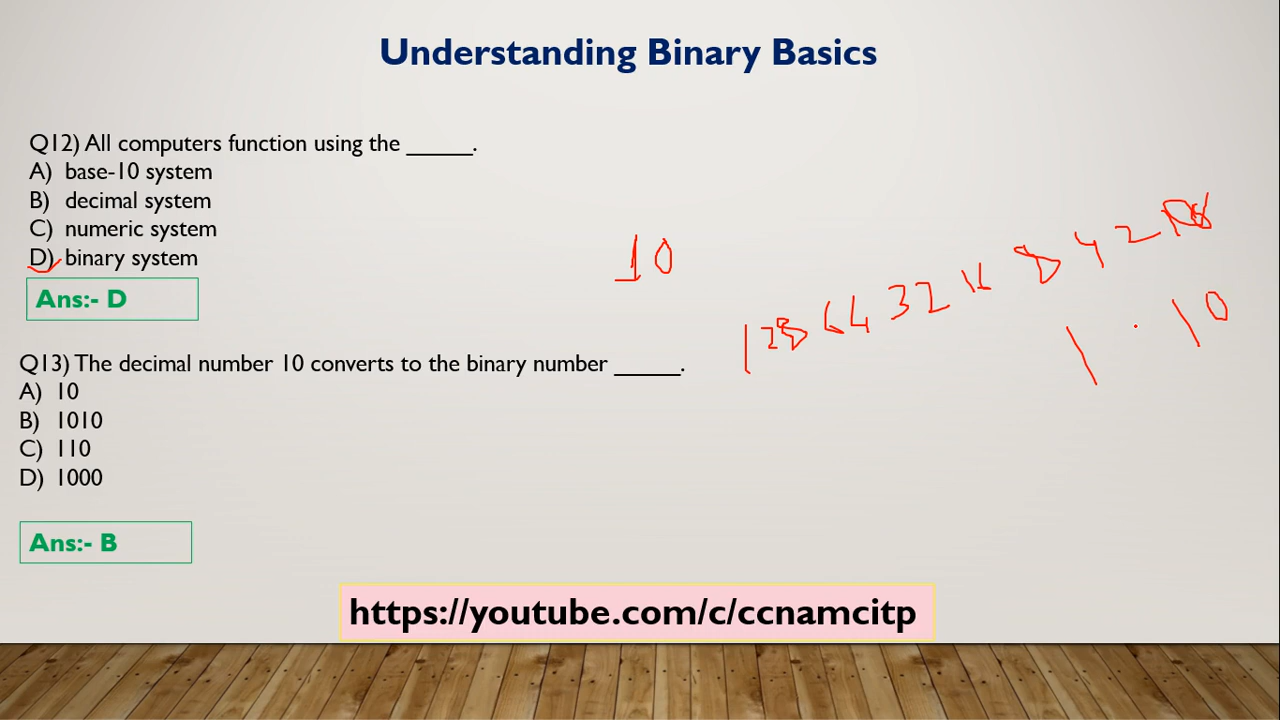 Understanding Binary Basics
Q12) All computers function using the _____.
A) base-10 system
B) decimal system
C) numeric system
D) binary system
Ans:- D
10
128 64 32 16 8 4 2
1 10
Q13) The decimal number 10 converts to the binary number _____.
A) 10
B) 1010
C) 110
D) 1000
Ans:- B
https://youtube.com/c/ccnamcitp